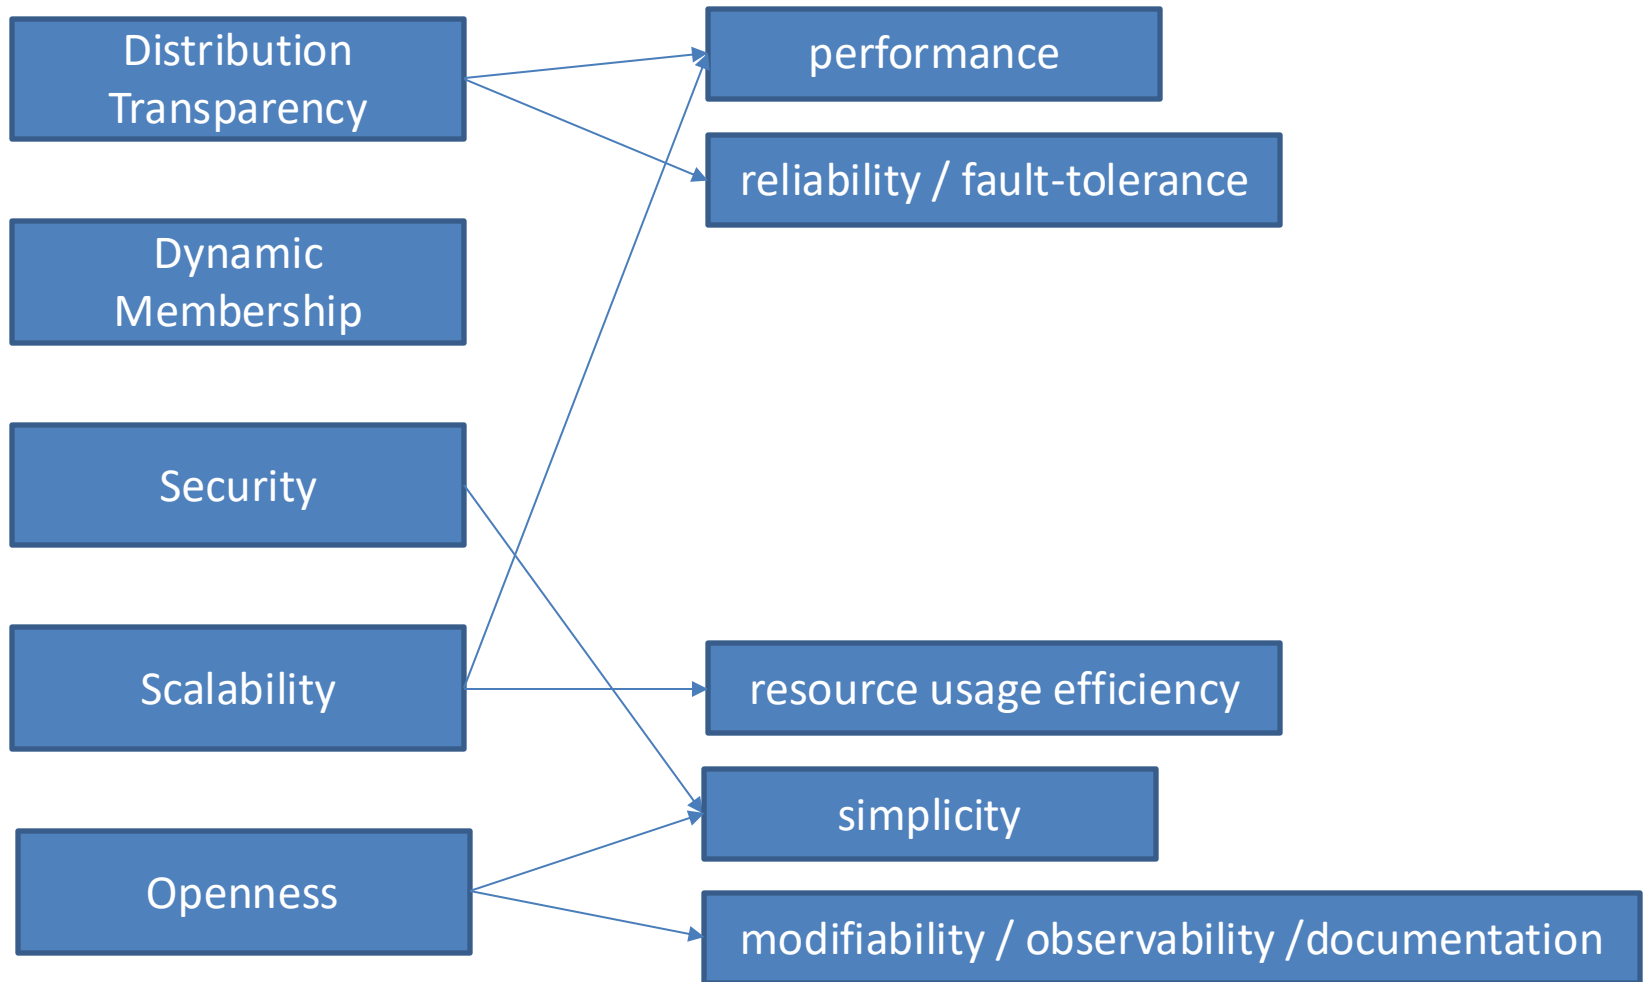 Distribution
Transparency
performance
reliability / fault-tolerance
Dynamic
Membership
Security
Scalability
resource usage efficiency
simplicity
Openness
modifiability / observability /documentation